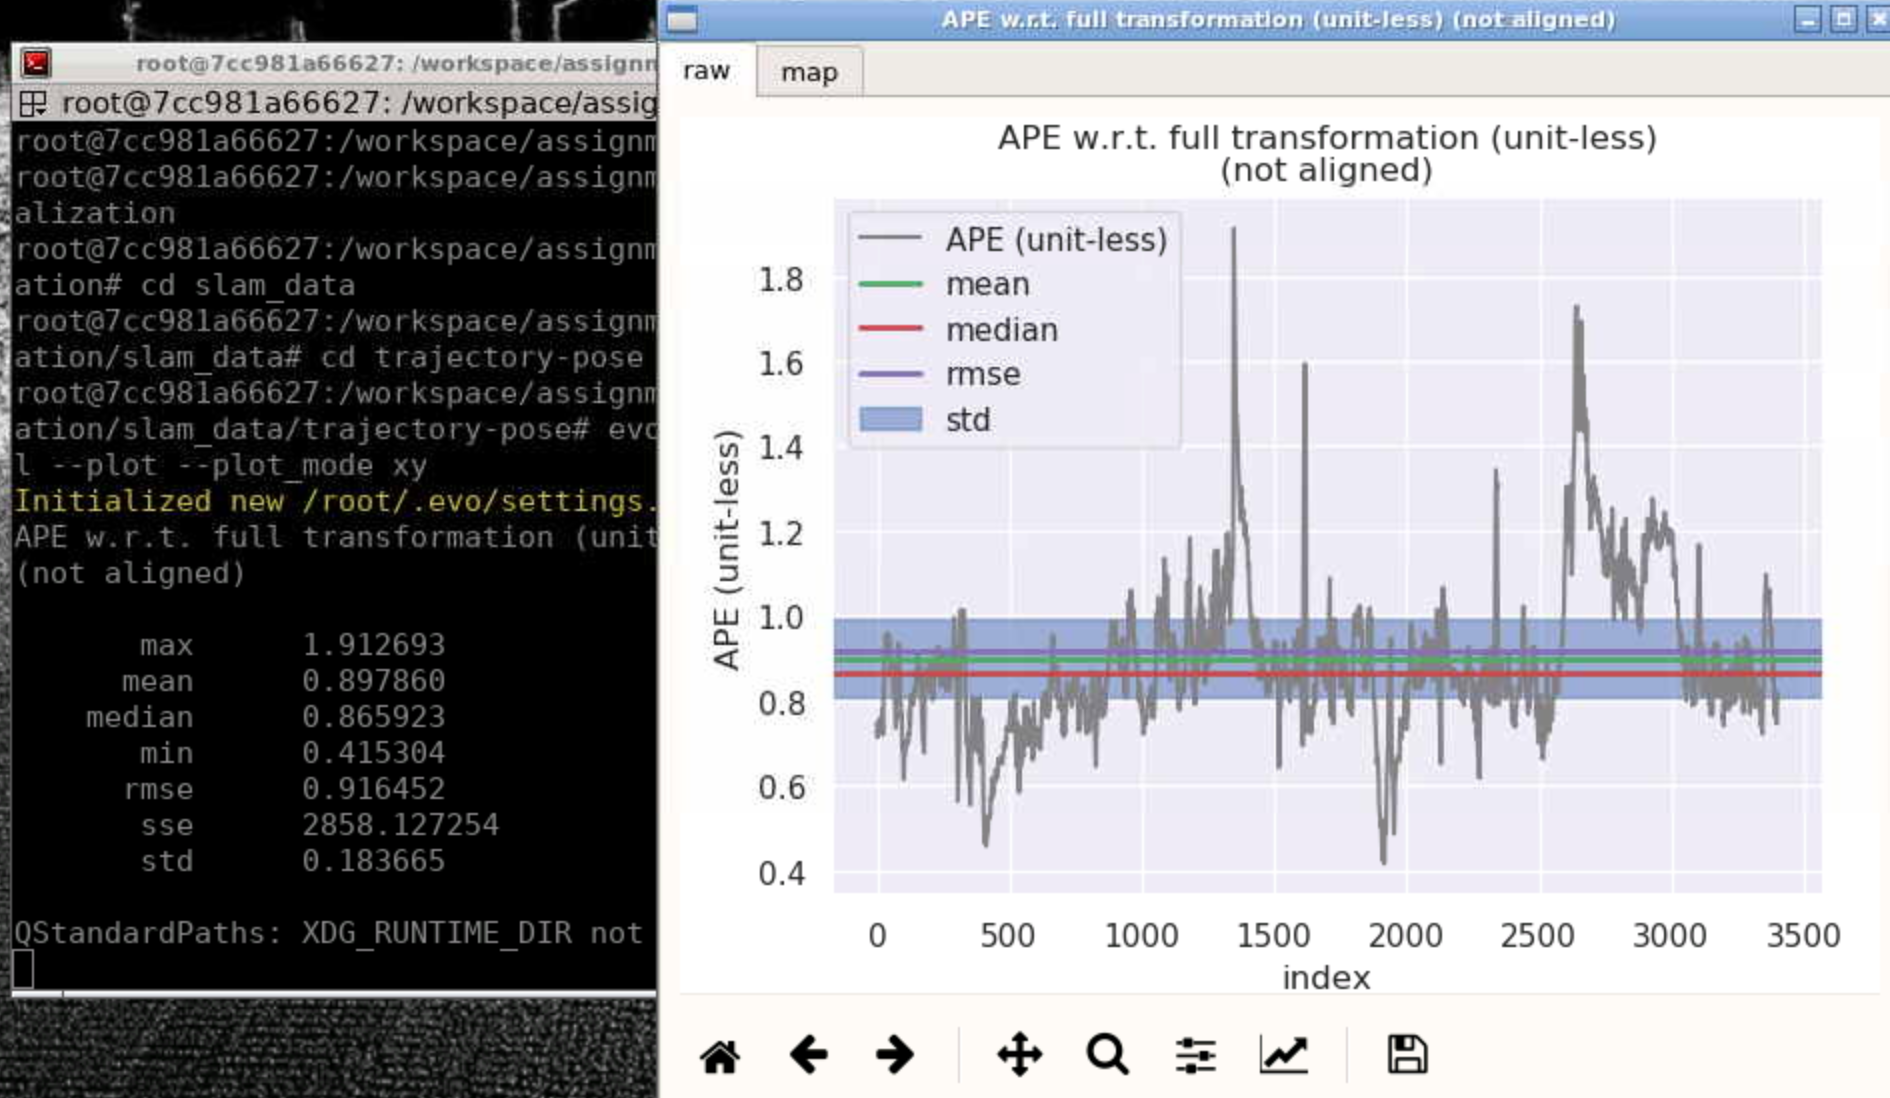 root@7cc981a66627: /workspace/assignn
root@7cc981a66627: /workspace/assig
root@7cc981a66627:/workspace/assignm
root@7cc981a66627:/workspace/assignm
alization
root@7cc981a66627:/workspace/assignm
ation# cd slam_data
root@7cc981a66627:/workspace/assignm
ation/slam_data# cd trajectory-pose
root@7cc981a66627:/workspace/assignm
ation/slam_data/trajectory-pose# evo
l --plot --plot_mode xy
Initialized new /root/.evo/settings.
APE w.r.t. full transformation (unit
(not aligned)
max 1.912693
mean 0.897860
median 0.865923
min 0.415304
rmse 0.916452
sse 2858.127254
std 0.183665
QStandardPaths: XDG_RUNTIME_DIR not
APE w.r.t. full transformation (unit-less) (not aligned)
raw map
APE w.r.t. full transformation (unit-less)
(not aligned)
APE (unit-less)
mean
median
rmse
std
APE (unit-less)
1.8
1.6
1.4
1.2
1.0
0.8
0.6
0.4
0 500 1000 1500 2000 2500 3000 3500
index